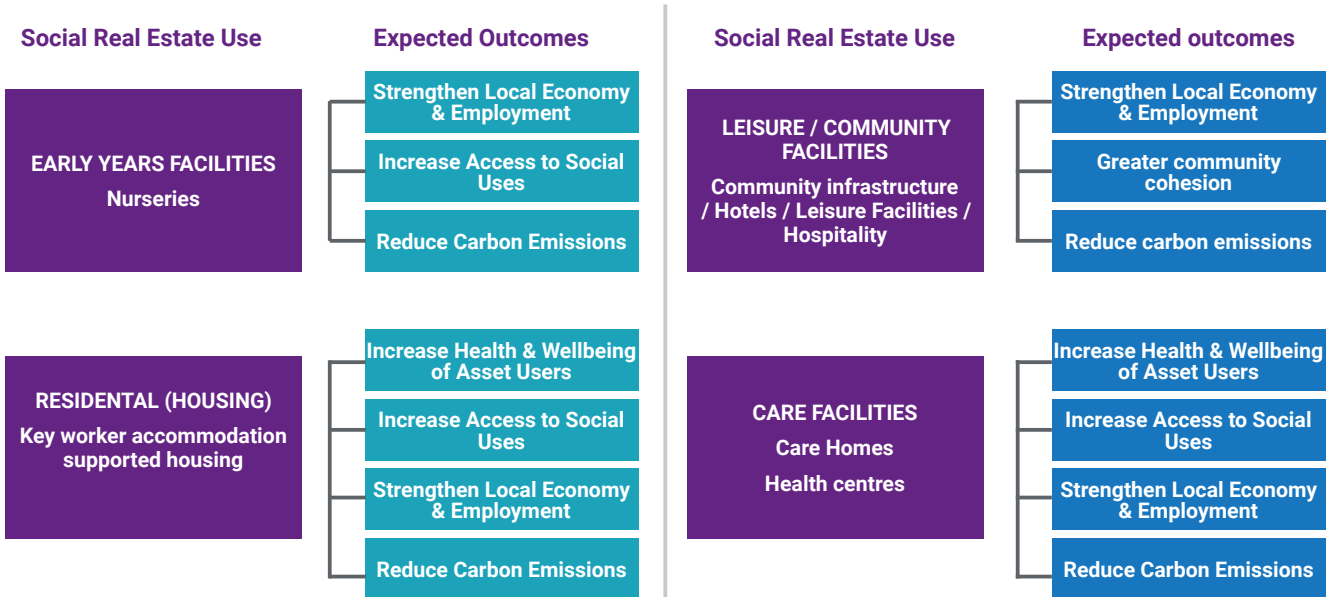 Social Real Estate Use
Expected Outcomes
EARLY YEARS FACILITIES
Nurseries
Strengthen Local Economy
& Employment
Increase Access to Social
Uses
Reduce Carbon Emissions
RESIDENTAL (HOUSING)
Key worker accommodation
supported housing
Increase Health & Wellbeing
of Asset Users
Increase Access to Social
Uses
Strengthen Local Economy
& Employment
Reduce Carbon Emissions
Social Real Estate Use
Expected outcomes
LEISURE / COMMUNITY
FACILITIES
Community infrastructure
/ Hotels / Leisure Facilities /
Hospitality
Strengthen Local Economy
& Employment
Greater community
cohesion
Reduce carbon emissions
CARE FACILITIES
Care Homes
Health centres
Increase Health & Wellbeing
of Asset Users
Increase Access to Social
Uses
Strengthen Local Economy
& Employment
Reduce Carbon Emissions